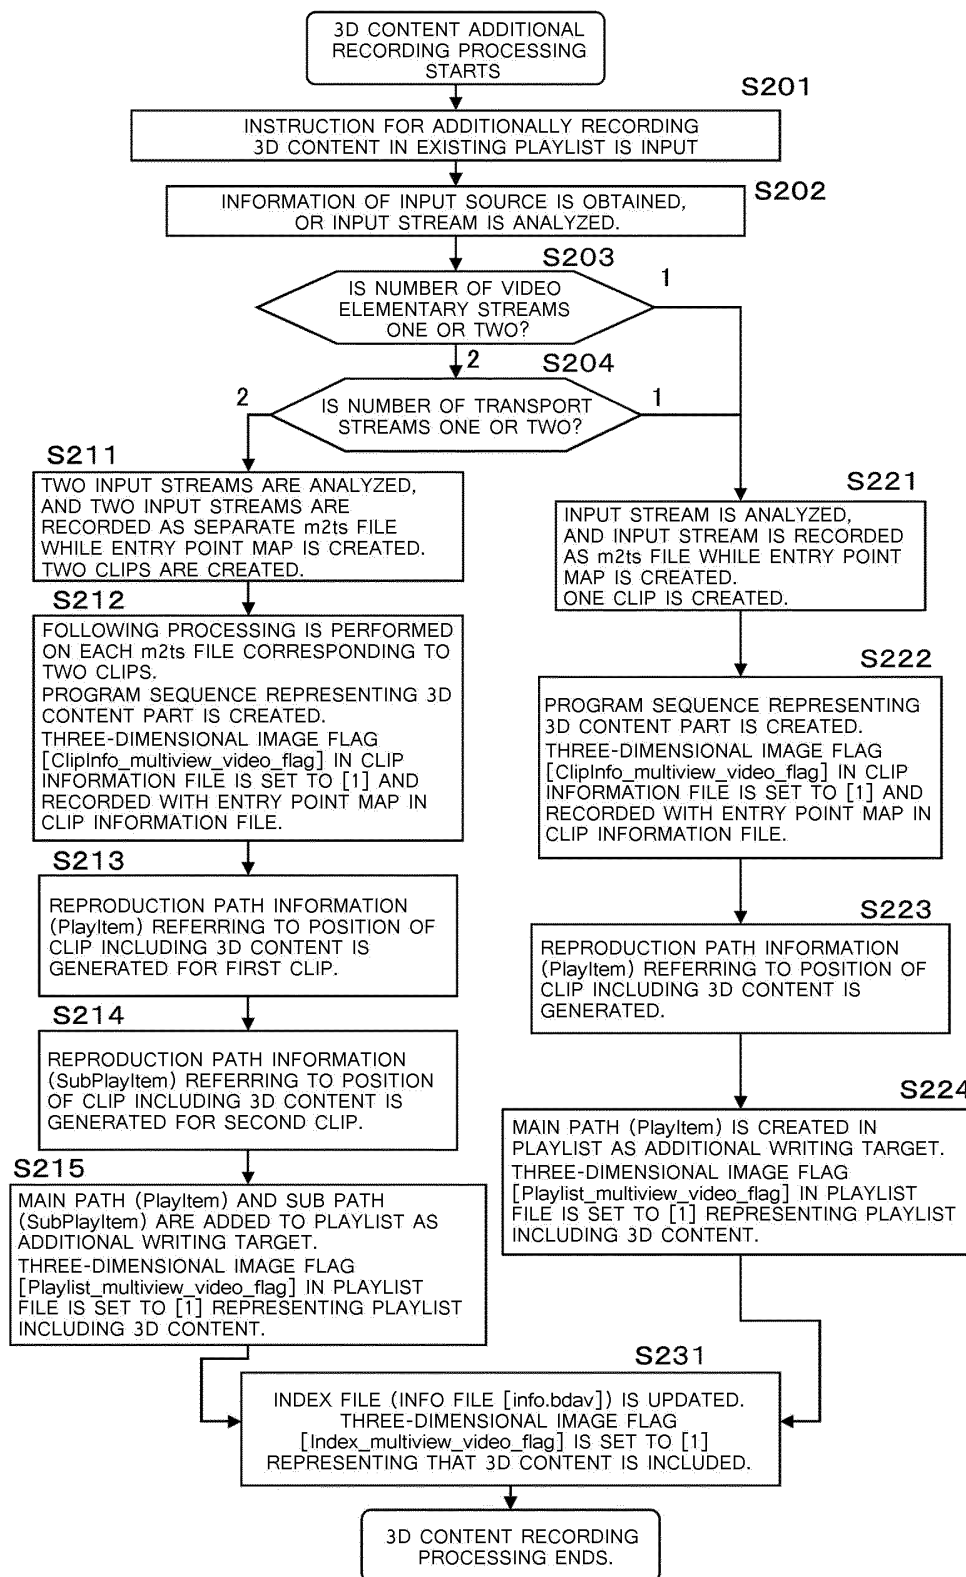 3D CONTENT ADDITIONAL
RECORDING PROCESSING
STARTS
S201
INSTRUCTION FOR ADDITIONALLY RECORDING
3D CONTENT IN EXISTING PLAYLIST IS INPUT
S202
INFORMATION OF INPUT SOURCE IS OBTAINED,
OR INPUT STREAM IS ANALYZED.
S203
IS NUMBER OF VIDEO
ELEMENTARY STREAMS
ONE OR TWO?
1
2
S204
IS NUMBER OF TRANSPORT
STREAMS ONE OR TWO?
2
1
S211
TWO INPUT STREAMS ARE ANALYZED,
AND TWO INPUT STREAMS ARE
RECORDED AS SEPARATE m2ts FILE
WHILE ENTRY POINT MAP IS CREATED.
TWO CLIPS ARE CREATED.
S212
FOLLOWING PROCESSING IS PERFORMED
ON EACH m2ts FILE CORRESPONDING TO
TWO CLIPS.
PROGRAM SEQUENCE REPRESENTING 3D
CONTENT PART IS CREATED.
THREE-DIMENSIONAL IMAGE FLAG
[ClipInfo_multiview_video_flag] IN CLIP
INFORMATION FILE IS SET TO [1] AND
RECORDED WITH ENTRY POINT MAP IN
CLIP INFORMATION FILE.
S213
REPRODUCTION PATH INFORMATION
(PlayItem) REFERRING TO POSITION OF
CLIP INCLUDING 3D CONTENT IS
GENERATED FOR FIRST CLIP.
S214
REPRODUCTION PATH INFORMATION
(SubPlayItem) REFERRING TO POSITION
OF CLIP INCLUDING 3D CONTENT IS
GENERATED FOR SECOND CLIP.
S215
MAIN PATH (PlayItem) AND SUB PATH
(SubPlayItem) ARE ADDED TO PLAYLIST AS
ADDITIONAL WRITING TARGET.
THREE-DIMENSIONAL IMAGE FLAG
[Playlist_multiview_video_flag] IN PLAYLIST
FILE IS SET TO [1] REPRESENTING PLAYLIST
INCLUDING 3D CONTENT.
S221
INPUT STREAM IS ANALYZED,
AND INPUT STREAM IS RECORDED
AS m2ts FILE WHILE ENTRY POINT
MAP IS CREATED.
ONE CLIP IS CREATED.
S222
PROGRAM SEQUENCE REPRESENTING
3D CONTENT PART IS CREATED.
THREE-DIMENSIONAL IMAGE FLAG
[ClipInfo_multiview_video_flag] IN CLIP
INFORMATION FILE IS SET TO [1] AND
RECORDED WITH ENTRY POINT MAP IN
CLIP INFORMATION FILE.
S223
REPRODUCTION PATH INFORMATION
(PlayItem) REFERRING TO POSITION OF
CLIP INCLUDING 3D CONTENT IS
GENERATED.
S224
MAIN PATH (PlayItem) IS CREATED IN
PLAYLIST AS ADDITIONAL WRITING TARGET.
THREE-DIMENSIONAL IMAGE FLAG
[Playlist_multiview_video_flag] IN PLAYLIST
FILE IS SET TO [1] REPRESENTING PLAYLIST
INCLUDING 3D CONTENT.
S231
INDEX FILE (INFO FILE [info.bdav]) IS UPDATED.
THREE-DIMENSIONAL IMAGE FLAG
[Index_multiview_video_flag] IS SET TO [1]
REPRESENTING THAT 3D CONTENT IS INCLUDED.
3D CONTENT RECORDING
PROCESSING ENDS.